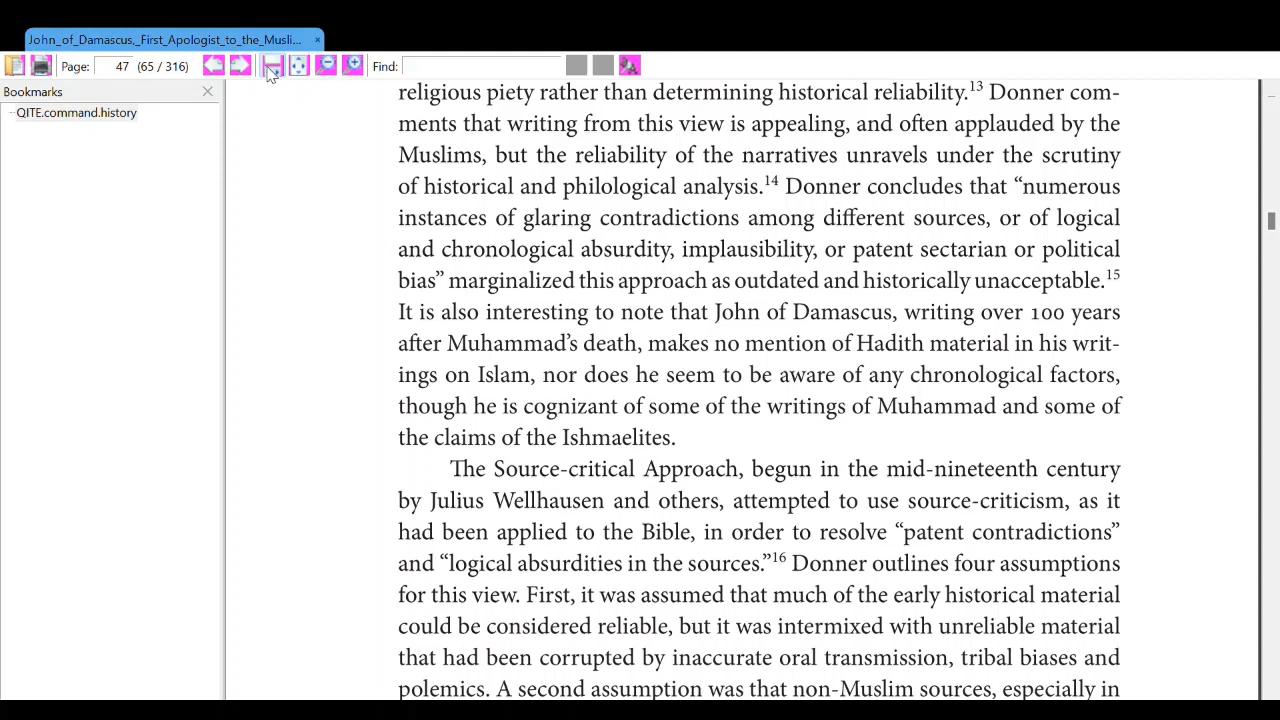 John_of_Damascus,_First_Apologist_to_the_Musli... ×
Page: 47 (65 / 316) Find:
Bookmarks
QITE.command.history
religious piety rather than determining historical reliability.13 Donner com-
ments that writing from this view is appealing, and often applauded by the
Muslims, but the reliability of the narratives unravels under the scrutiny
of historical and philological analysis.14 Donner concludes that “numerous
instances of glaring contradictions among different sources, or of logical
and chronological absurdity, implausibility, or patent sectarian or political
bias” marginalized this approach as outdated and historically unacceptable.15
It is also interesting to note that John of Damascus, writing over 100 years
after Muhammad’s death, makes no mention of Hadith material in his writ-
ings on Islam, nor does he seem to be aware of any chronological factors,
though he is cognizant of some of the writings of Muhammad and some of
the claims of the Ishmaelites.
The Source-critical Approach, begun in the mid-nineteenth century
by Julius Wellhausen and others, attempted to use source-criticism, as it
had been applied to the Bible, in order to resolve “patent contradictions”
and “logical absurdities in the sources.”16 Donner outlines four assumptions
for this view. First, it was assumed that much of the early historical material
could be considered reliable, but it was intermixed with unreliable material
that had been corrupted by inaccurate oral transmission, tribal biases and
polemics. A second assumption was that non-Muslim sources, especially in